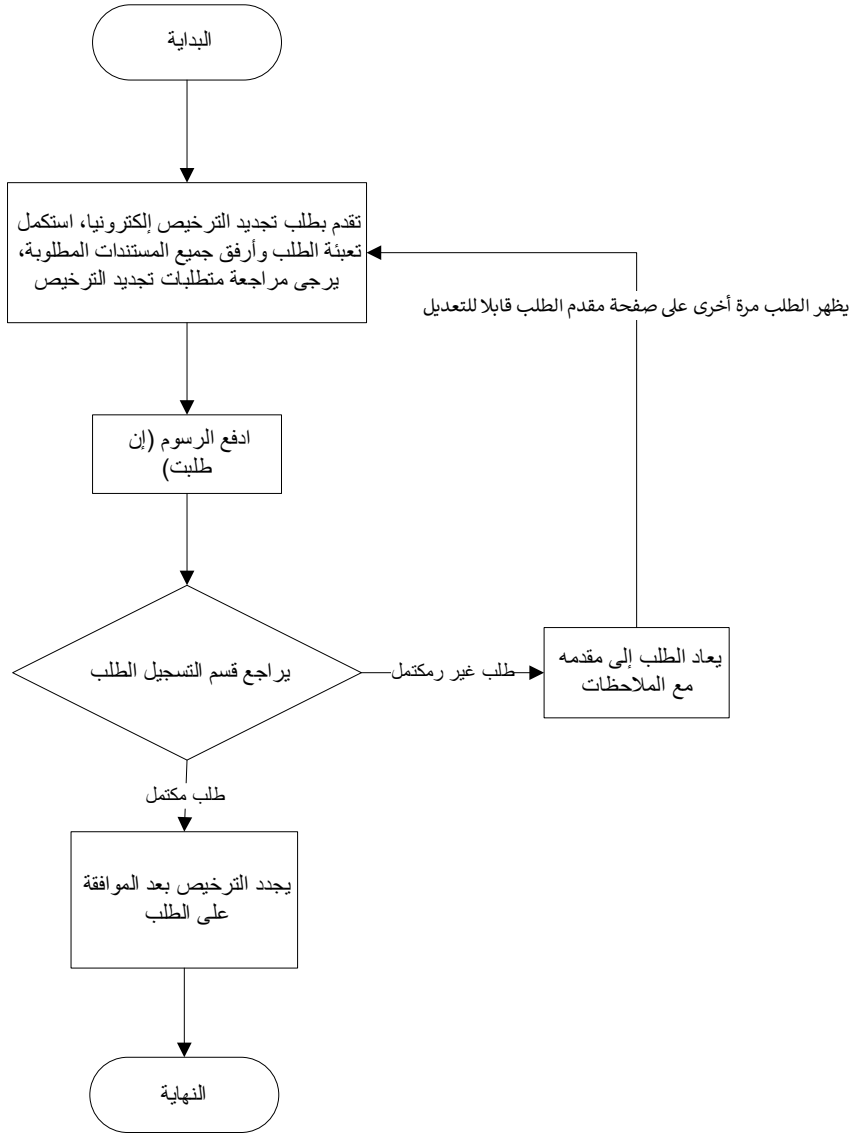 البداية
تقدم بطلب تجديد الترخيص إلكترونيا، استكمل
تعبئة الطلب وأرفق جميع المستندات المطلوبة،
يرجى مراجعة متطلبات تجديد الترخيص
يظهر الطلب مرة أخرى على صفحة مقدم الطلب قابلا للتعديل
ادفع الرسوم (إن
طلبت)
يراجع قسم التسجيل الطلب
طلب غير رمكتمل
يعاد الطلب إلى مقدمه
مع الملاحظات
طلب مكتمل
يجدد الترخيص بعد الموافقة
على الطلب
النهاية